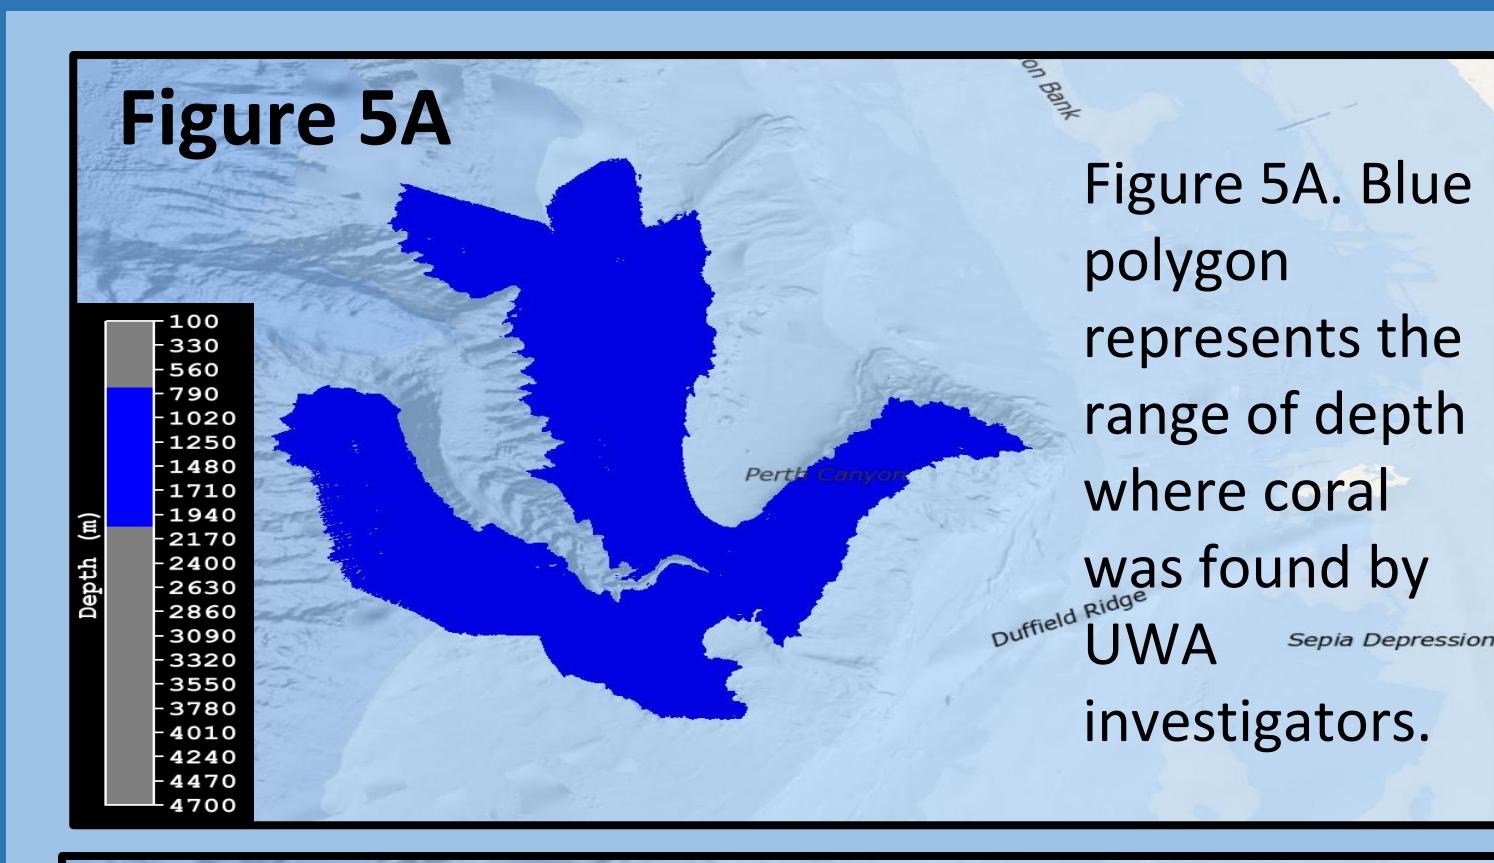 Figure 5A
on Bank
Figure 5A. Blue
polygon
represents the
range of depth
where coral
was found by
UWA
investigators.
100
330
560
790
1020
1250
1480
1710
1940
2170
2400
2630
2860
3090
3320
3550
3780
4010
4240
4470
4700
Depth (m)
Perth Canyon
Duffield Ridge
Sepia Depression